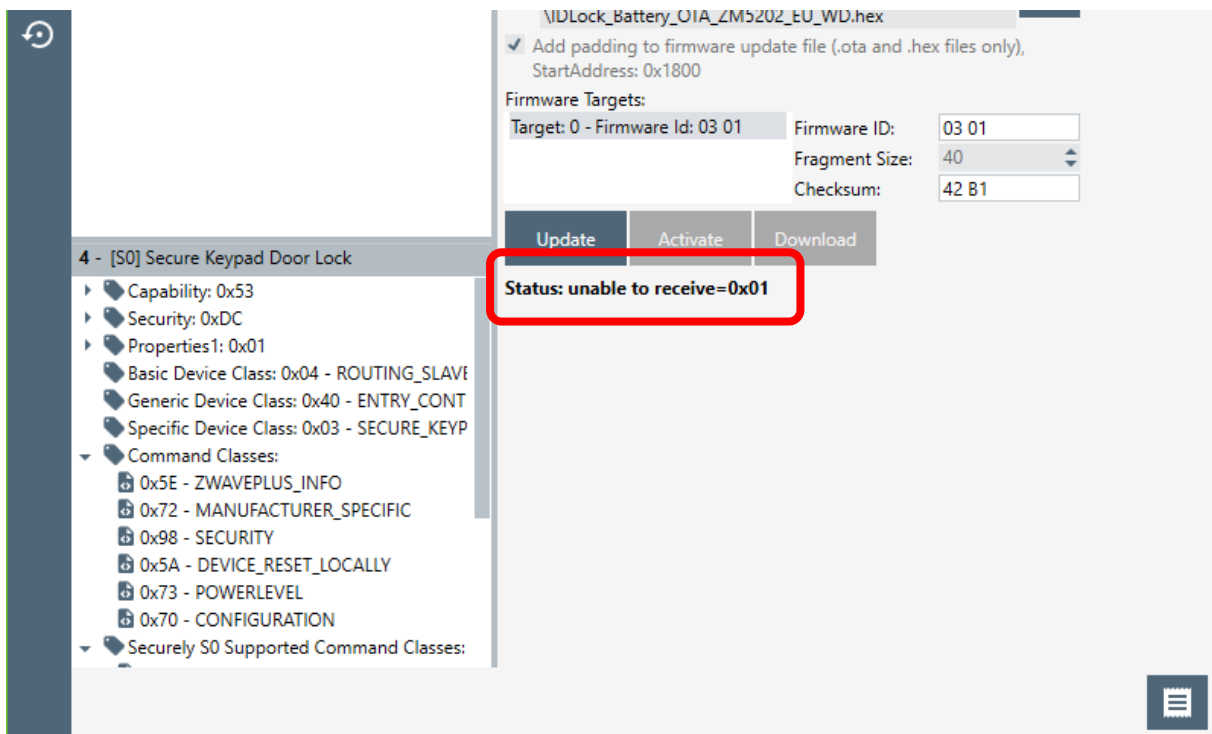 \IDLock_Battery_OTA_ZM5202_EU_WD.hex
Add padding to firmware update file (.ota and .hex files only),
StartAddress: 0x1800
Firmware Targets:
Target: 0 - Firmware Id: 03 01
Firmware ID: 03 01
Fragment Size: 40
Checksum: 42 B1
Update Activate Download
Status: unable to receive=0x01
4 - [S0] Secure Keypad Door Lock
Capability: 0x53
Security: 0xDC
Properties1: 0x01
Basic Device Class: 0x04 - ROUTING_SLAVE
Generic Device Class: 0x40 - ENTRY_CONT
Specific Device Class: 0x03 - SECURE_KEYP
Command Classes:
0x5E - ZWAVEPLUS_INFO
0x72 - MANUFACTURER_SPECIFIC
0x98 - SECURITY
0x5A - DEVICE_RESET_LOCALLY
0x73 - POWERLEVEL
0x70 - CONFIGURATION
Securely S0 Supported Command Classes: